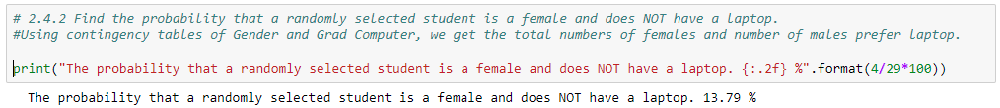 # 2.4.2 Find the probability that a randomly selected student is a female and does NOT have a laptop.
#Using contingency tables of Gender and Grad Computer, we get the total numbers of females and number of males prefer laptop.
print("The probability that a randomly selected student is a female and does NOT have a laptop. {:.2f} %".format(4/29*100))
The probability that a randomly selected student is a female and does NOT have a laptop. 13.79 %